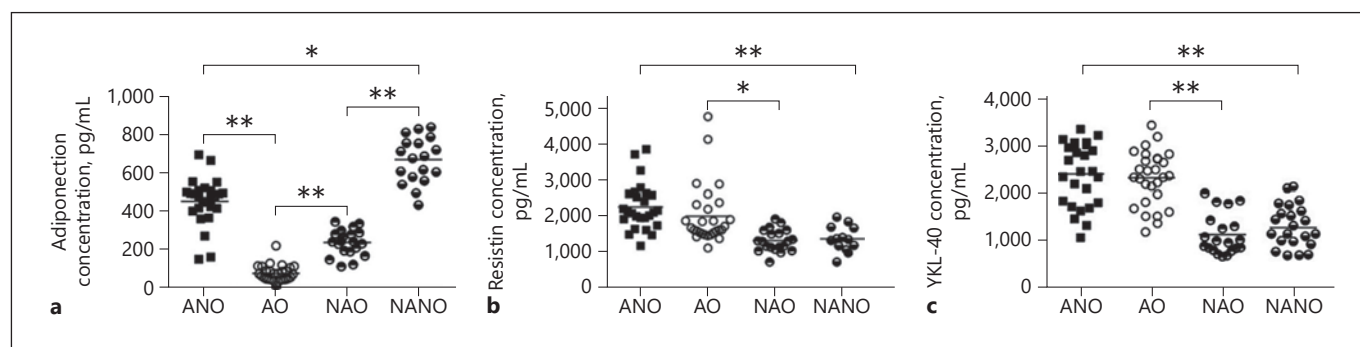 *
**
**
**
Adiponection
concentration, pg/mL
1,000
800
600
400
200
0
ANO
AO
NAO
NANO
a
**
*
Resistin concentration,
pg/mL
5,000
4,000
3,000
2,000
1,000
0
ANO
AO
NAO
NANO
b
**
**
YKL-40 concentration,
pg/mL
4,000
3,000
2,000
1,000
0
ANO
AO
NAO
NANO
c